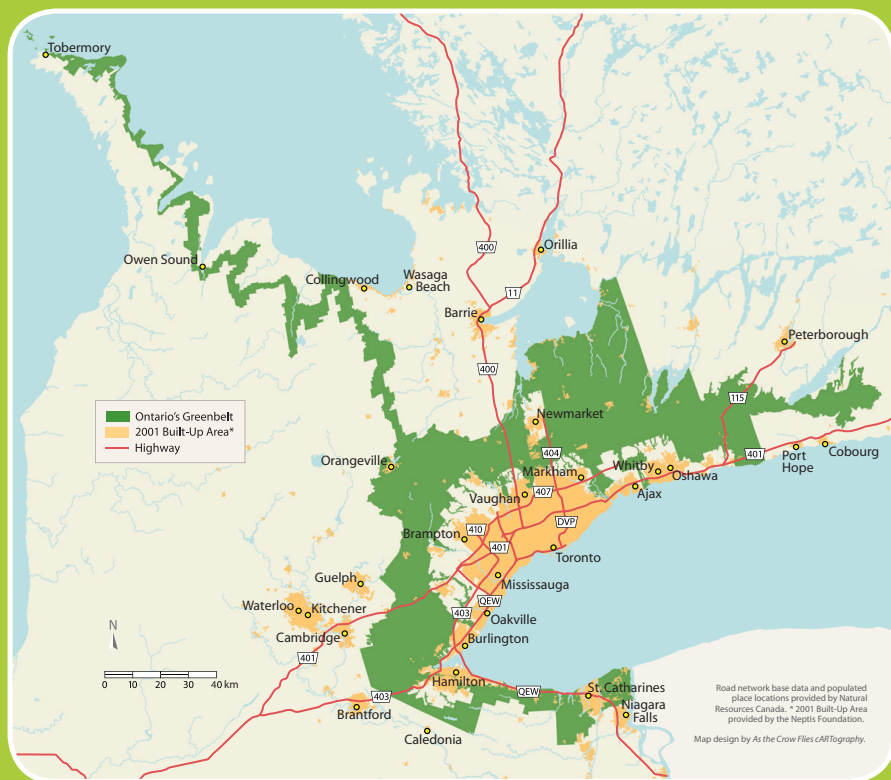 Tobermory
Owen Sound
Collingwood
Wasaga
Beach
400
Orillia
11
Barrie
400
Peterborough
115
Ontario's Greenbelt
2001 Built-Up Area*
Highway
Newmarket
404
Orangeville
Markham
Whitby
Oshawa
401
Port
Hope
Cobourg
Vaughan
407
Ajax
410
DVP
Brampton
401
Toronto
Guelph
Mississauga
Waterloo
Kitchener
QEW
403
Oakville
Cambridge
N
401
Burlington
0 10 20 30 40 km
Hamilton
403
QEW
St. Catharines
Brantford
Niagara
Falls
Caledonia
Road network base data and populated
place locations provided by Natural
Resources Canada. * 2001 Built-Up Area
provided by the Neptis Foundation.
Map design by As the Crow Flies cARTography.